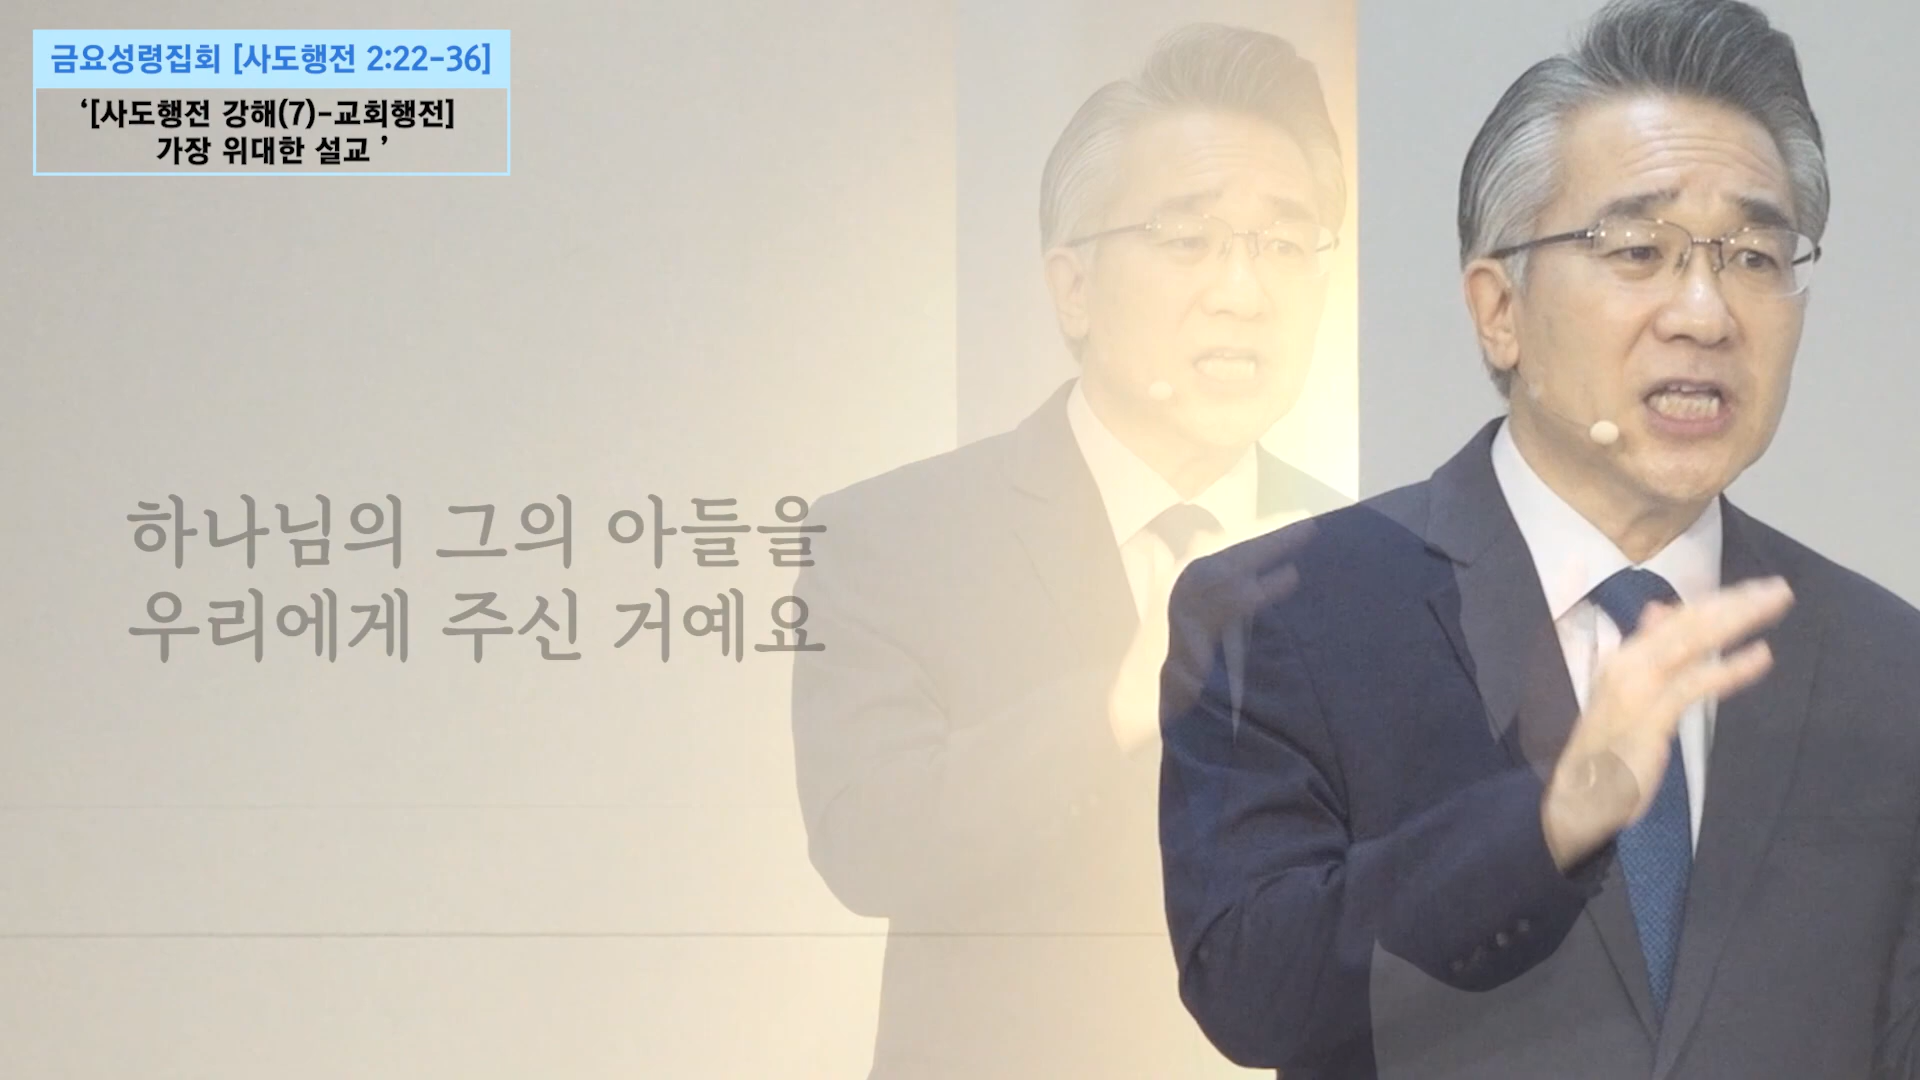 금요성령집회 [사도행전 2:22-36]
‘[사도행전 강해(7)-교회행전]
가장 위대한 설교 ’
하나님의 그의 아들을
우리에게 주신 거예요